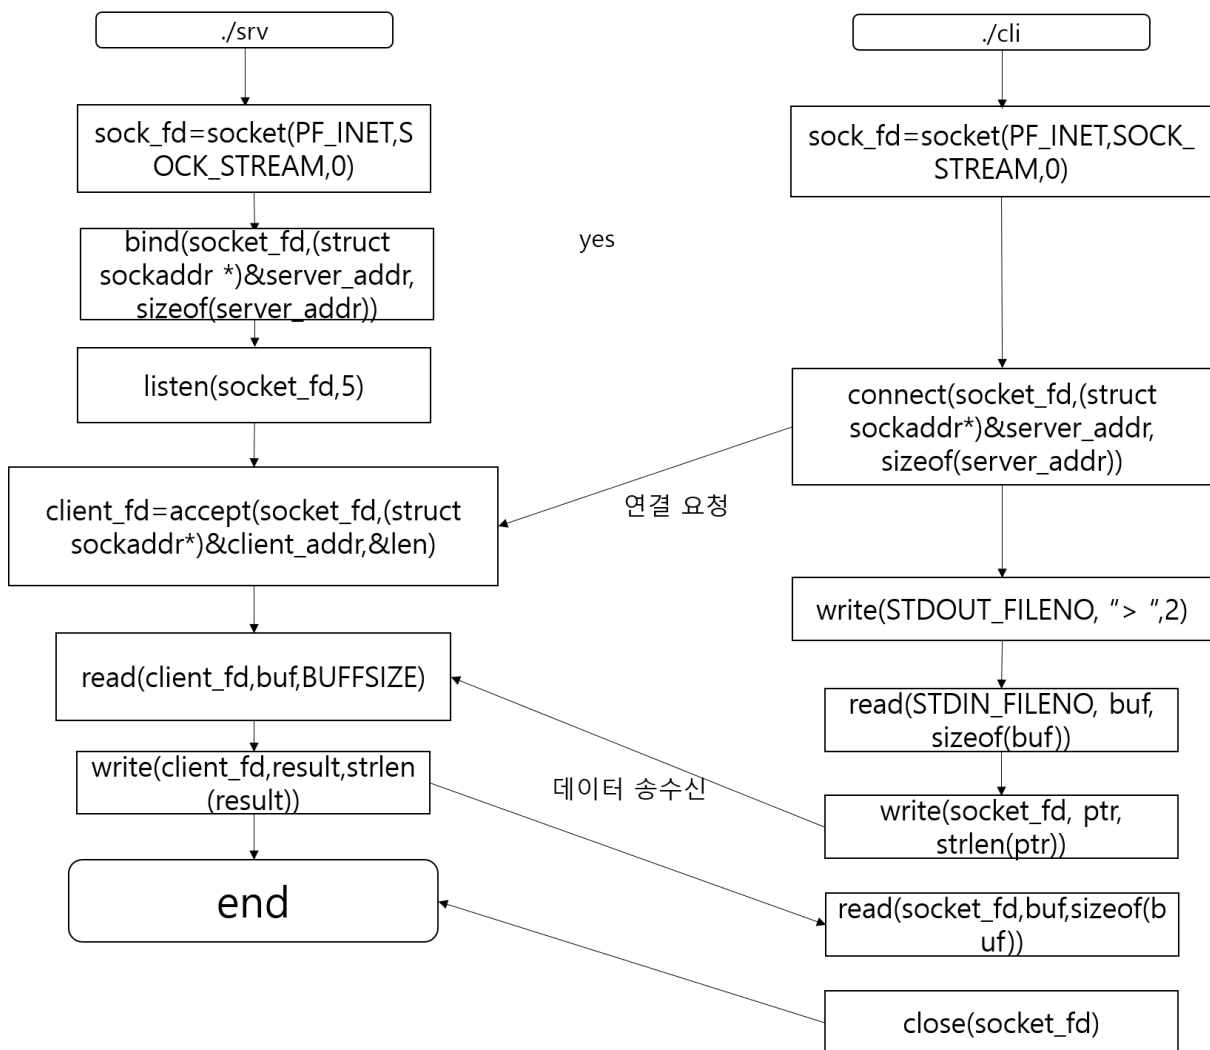 ./srv
sock_fd=socket(PF_INET,S
OCK_STREAM,0)
bind(socket_fd,(struct
sockaddr *)&server_addr,
sizeof(server_addr))
listen(socket_fd,5)
client_fd=accept(socket_fd,(struct
sockaddr*)&client_addr,&len)
read(client_fd,buf,BUFFSIZE)
write(client_fd,result,strlen
(result))
end
yes
연결 요청
데이터 송수신
./cli
sock_fd=socket(PF_INET,SOCK_
STREAM,0)
connect(socket_fd,(struct
sockaddr*)&server_addr,
sizeof(server_addr))
write(STDOUT_FILENO, “> “,2)
read(STDIN_FILENO, buf,
sizeof(buf))
write(socket_fd, ptr,
strlen(ptr))
read(socket_fd,buf,sizeof(b
uf))
close(socket_fd)